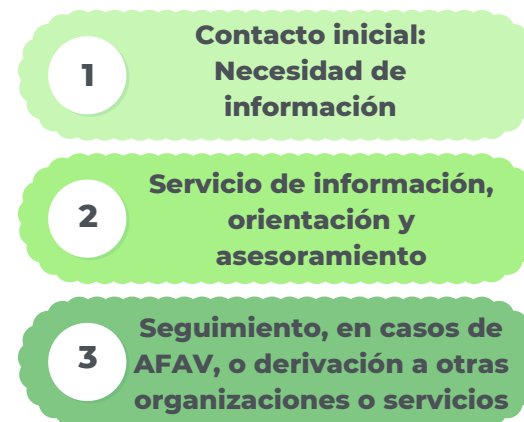 1
Contacto inicial:
Necesidad de
información
2
Servicio de información,
orientación y
asesoramiento
3
Seguimiento, en casos de
AFAV, o derivación a otras
organizaciones o servicios